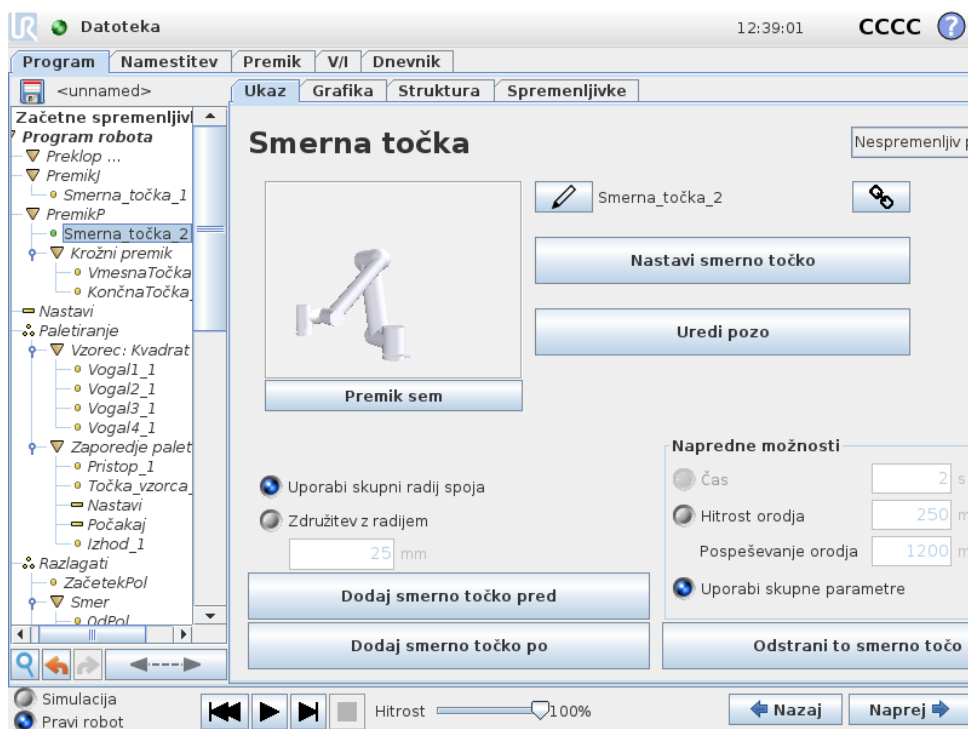 UR Datoteka 12:39:01 CCCC ?
Program Namestitev Premik V/I Dnevnik
<unnamed>
Ukaz Grafika Struktura Spremenljivke
Začetne spremenljivl
Program robota
Preklop ...
PremikJ
Smerna_točka_1
PremikP
Smerna_točka_2
Krožni premik
VmesnaTočka
KončnaTočka_
Nastavi
Paletiranje
Vzorec: Kvadrat
Vogal1_1
Vogal2_1
Vogal3_1
Vogal4_1
Zaporedje palet
Pristop_1
Točka_vzorca_
Nastavi
Počakaj
Izhod_1
Razlagati
ZačetekPol
Smer
OdPol
Smerna točka
Nespremenljiv p
Smerna_točka_2
Nastavi smerno točko
Uredi pozo
Premik sem
Uporabi skupni radij spoja
Združitev z radijem
25 mm
Napredne možnosti
Čas 2 s
Hitrost orodja 250 m
Pospeševanje orodja 1200 m
Uporabi skupne parametre
Dodaj smerno točko pred
Dodaj smerno točko po
Odstrani to smerno točo
Simulacija
Pravi robot
Hitrost 100%
Nazaj Naprej